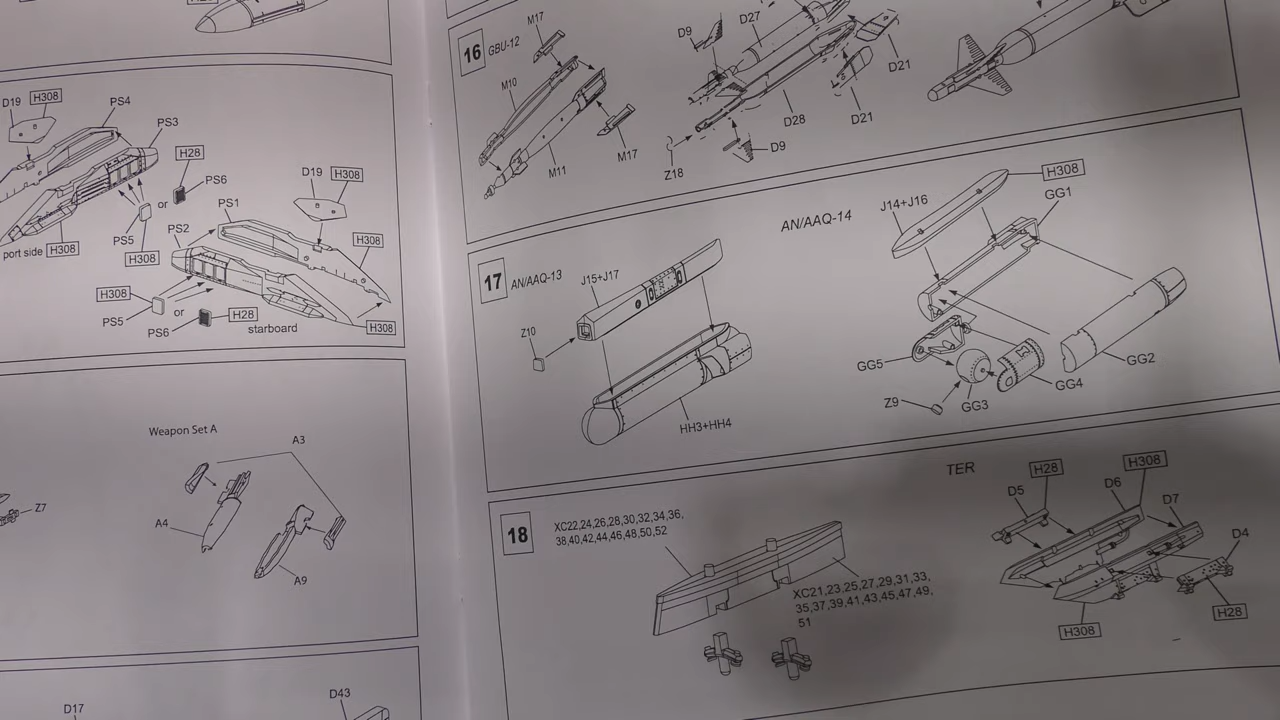 D19
H308
PS4
PS3
H28
PS6
or
PS5
H308
port side H308
D19
H308
PS1
PS2
H308
H308
PS5
or
PS6
H28
starboard
H308
Weapon Set A
A3
Z7
A4
A9
D17
D43
16
GBU-12
M17
M10
M11
M17
D9
D27
D21
D21
D28
D9
Z18
17
AN/AAQ-13
J15+J17
Z10
HH3+HH4
AN/AAQ-14
J14+J16
H308
GG1
GG5
GG2
GG4
GG3
Z9
18
XC22,24,26,28,30,32,34,36,
38,40,42,44,46,48,50,52
XC21,23,25,27,29,31,33,
35,37,39,41,43,45,47,49,
51
TER
H28
H308
D5
D6
D7
D4
H28
H308